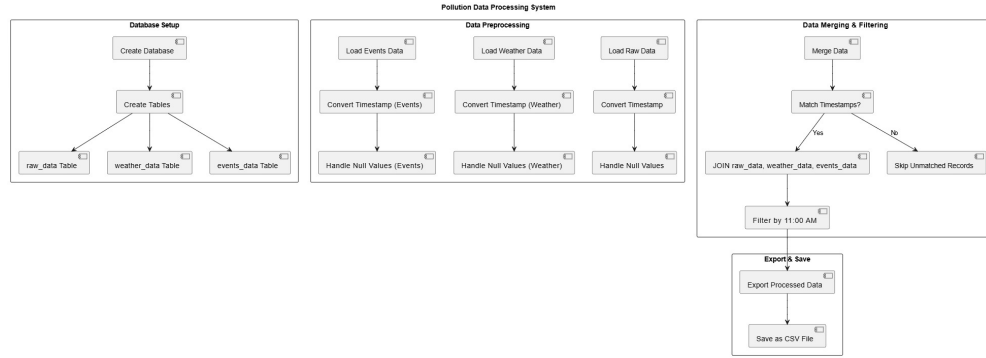 Pollution Data Processing System
Database Setup
Create Database
Create Tables
raw_data Table
weather_data Table
events_data Table
Data Preprocessing
Load Events Data
Load Weather Data
Load Raw Data
Convert Timestamp (Events)
Convert Timestamp (Weather)
Convert Timestamp
Handle Null Values (Events)
Handle Null Values (Weather)
Handle Null Values
Data Merging & Filtering
Merge Data
Match Timestamps?
Yes
No
JOIN raw_data, weather_data, events_data
Skip Unmatched Records
Filter by 11:00 AM
Export & Save
Export Processed Data
Save as CSV File